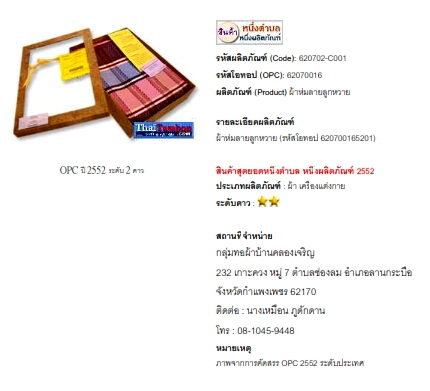 สินค้า หนึ่งตำบล
หนึ่งผลิตภัณฑ์
รหัสผลิตภัณฑ์ (Code): 620702-C001
รหัสโอทอป (OPC): 62070016
ผลิตภัณฑ์ (Product) ผ้าห่มลายลูกหวาย
รายละเอียดผลิตภัณฑ์
ผ้าห่มลายลูกหวาย (รหัสโอทอป 620700165201)
OPC ปี 2552 ระดับ 2 ดาว
สินค้าสุดยอดหนึ่งตำบล หนึ่งผลิตภัณฑ์ 2552
ประเภทผลิตภัณฑ์ : ผ้า เครื่องแต่งกาย
ระดับดาว :
สถานที่จำหน่าย
กลุ่มทอผ้าบ้านคลองเจริญ
232 เกาะควง หมู่ 7 ตำบลช่องลม อำเภอลานกระบือ
จังหวัดกำแพงเพชร 62170
ติดต่อ : นางเหมือน ภูดักดาน
โทร : 08-1045-9448
หมายเหตุ
ภาพจากการคัดสรร OPC 2552 ระดับประเทศ